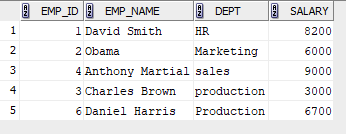 EMP_ID EMP_NAME DEPT SALARY
1 1 David Smith HR 8200
2 2 Obama Marketing 6000
3 4 Anthony Martial sales 9000
4 3 Charles Brown production 3000
5 6 Daniel Harris Production 6700